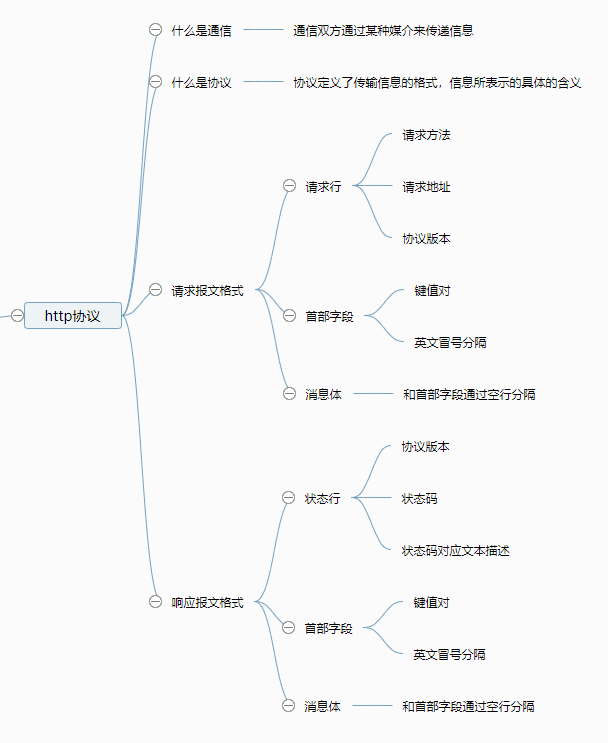 http协议
什么是通信
通信双方通过某种媒介来传递信息
什么是协议
协议定义了传输信息的格式，信息所表示的具体的含义
请求报文格式
请求行
请求方法
请求地址
协议版本
首部字段
键值对
英文冒号分隔
消息体
和首部字段通过空行分隔
响应报文格式
状态行
协议版本
状态码
状态码对应文本描述
首部字段
键值对
英文冒号分隔
消息体
和首部字段通过空行分隔